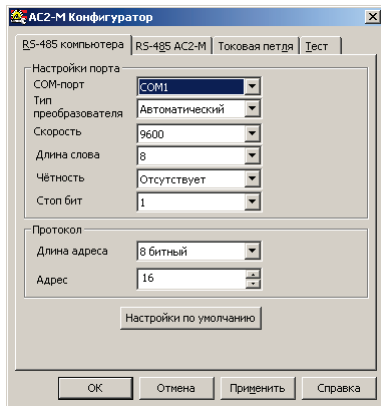 AC2-M Конфигуратор
RS-485 компьютера RS-485 AC2-M Токовая петля Тест
Настройки порта
COM-порт COM1
Тип преобразователя Автоматический
Скорость 9600
Длина слова 8
Чётность Отсутствует
Стоп бит 1
Протокол
Длина адреса 8 битный
Адрес 16
Настройки по умолчанию
OK Отмена Применить Справка